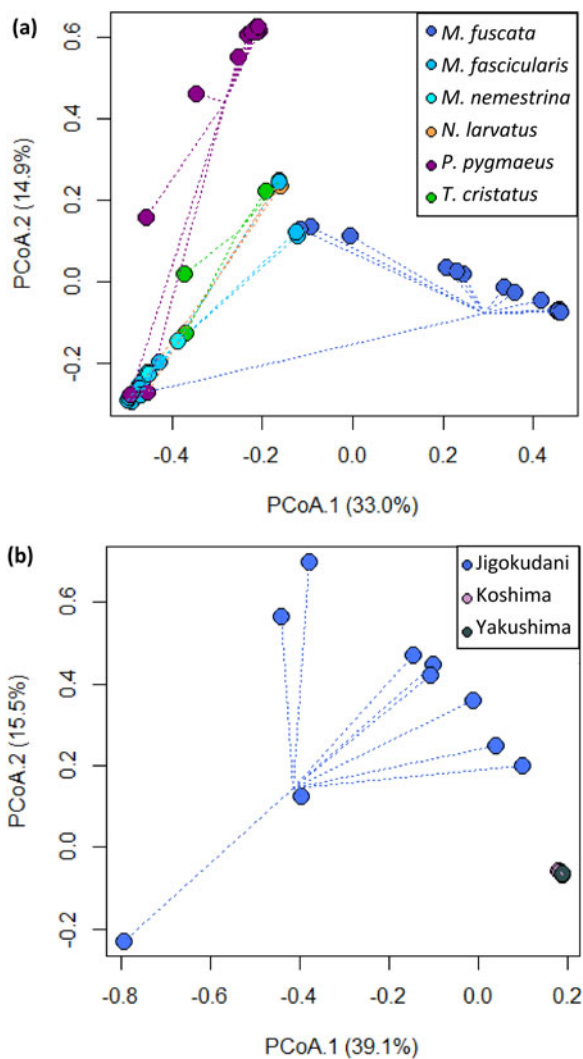 (a)
M. fuscata
M. fascicularis
M. nemestrina
N. larvatus
P. pygmaeus
T. cristatus
PCoA.2 (14.9%)
0.6
0.4
0.2
0.0
-0.2
-0.4
-0.2
0.0
0.2
0.4
PCoA.1 (33.0%)
(b)
Jigokudani
Koshima
Yakushima
PCoA.2 (15.5%)
0.6
0.4
0.2
0.0
-0.2
-0.8
-0.6
-0.4
-0.2
0.0
0.2
PCoA.1 (39.1%)